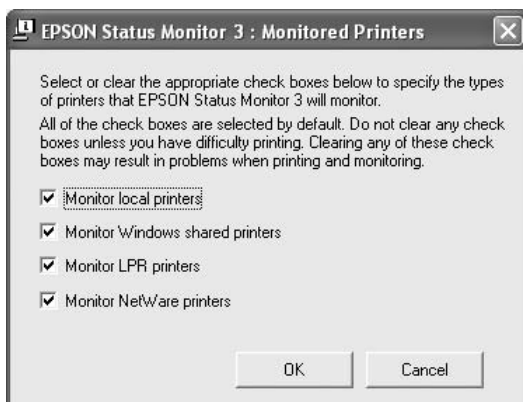 EPSON Status Monitor 3 : Monitored Printers
Select or clear the appropriate check boxes below to specify the types
of printers that EPSON Status Monitor 3 will monitor.
All of the check boxes are selected by default. Do not clear any check
boxes unless you have difficulty printing. Clearing any of these check
boxes may result in problems when printing and monitoring.
Monitor local printers
Monitor Windows shared printers
Monitor LPR printers
Monitor NetWare printers
OK
Cancel